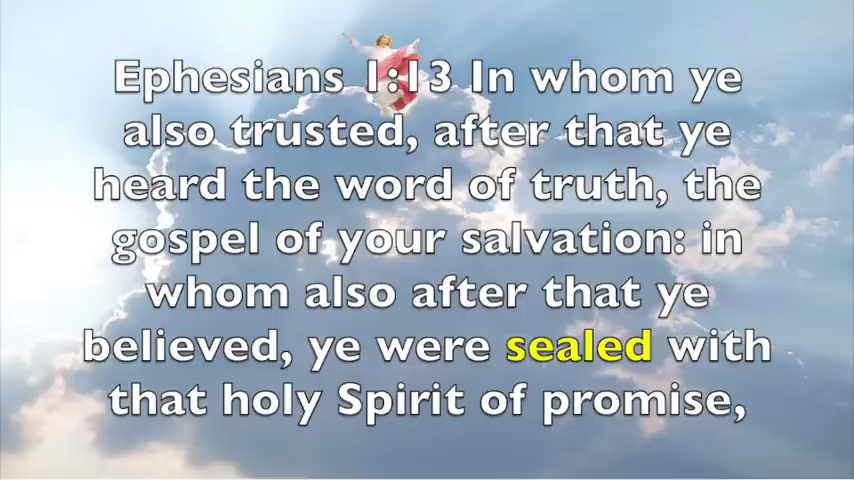 Ephesians 1:13 In whom ye
also trusted, after that ye
heard the word of truth, the
gospel of your salvation: in
whom also after that ye
believed, ye were sealed with
that holy Spirit of promise,